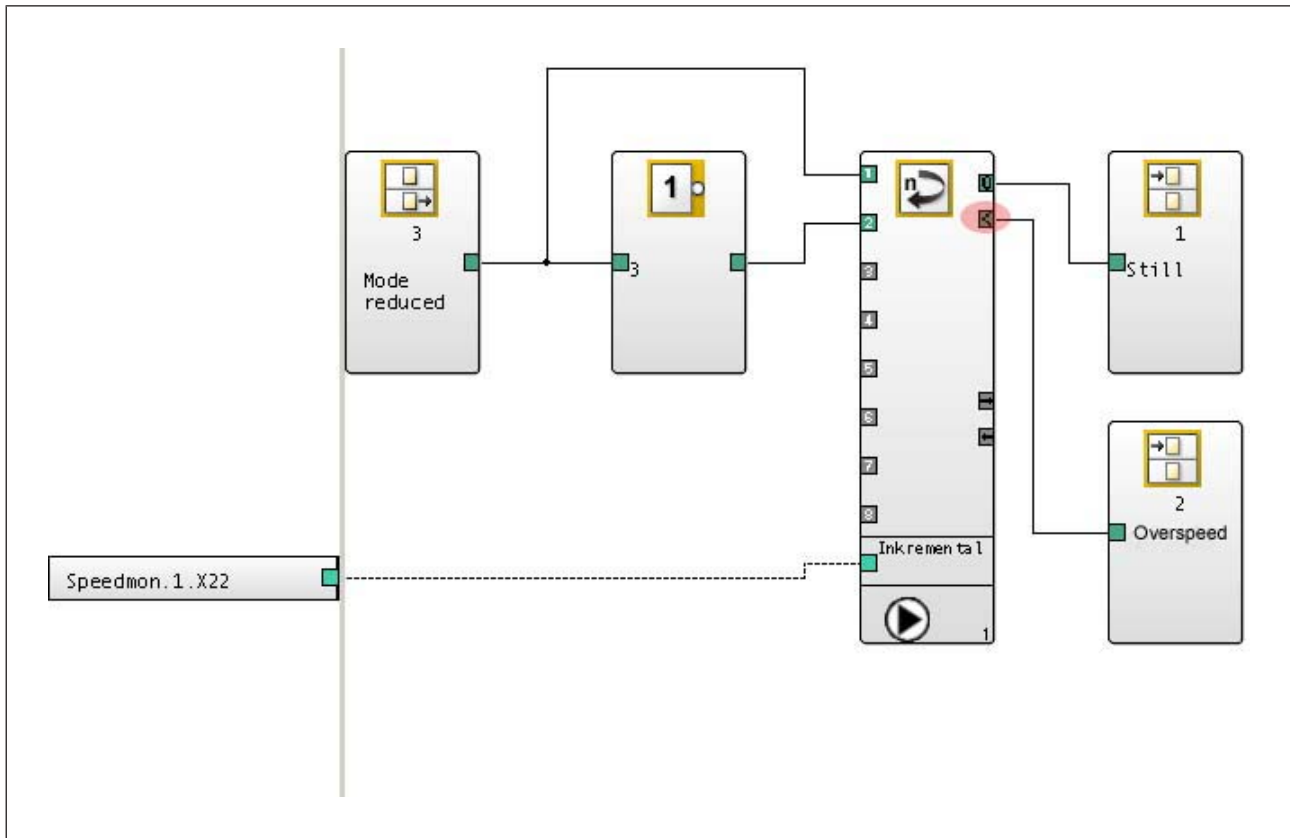 3
Mode
reduced
1
3
n
1
2
3
4
5
6
7
8
0
<
Inkremental
1
1
Still
2
Overspeed
Speedmon.1.X22